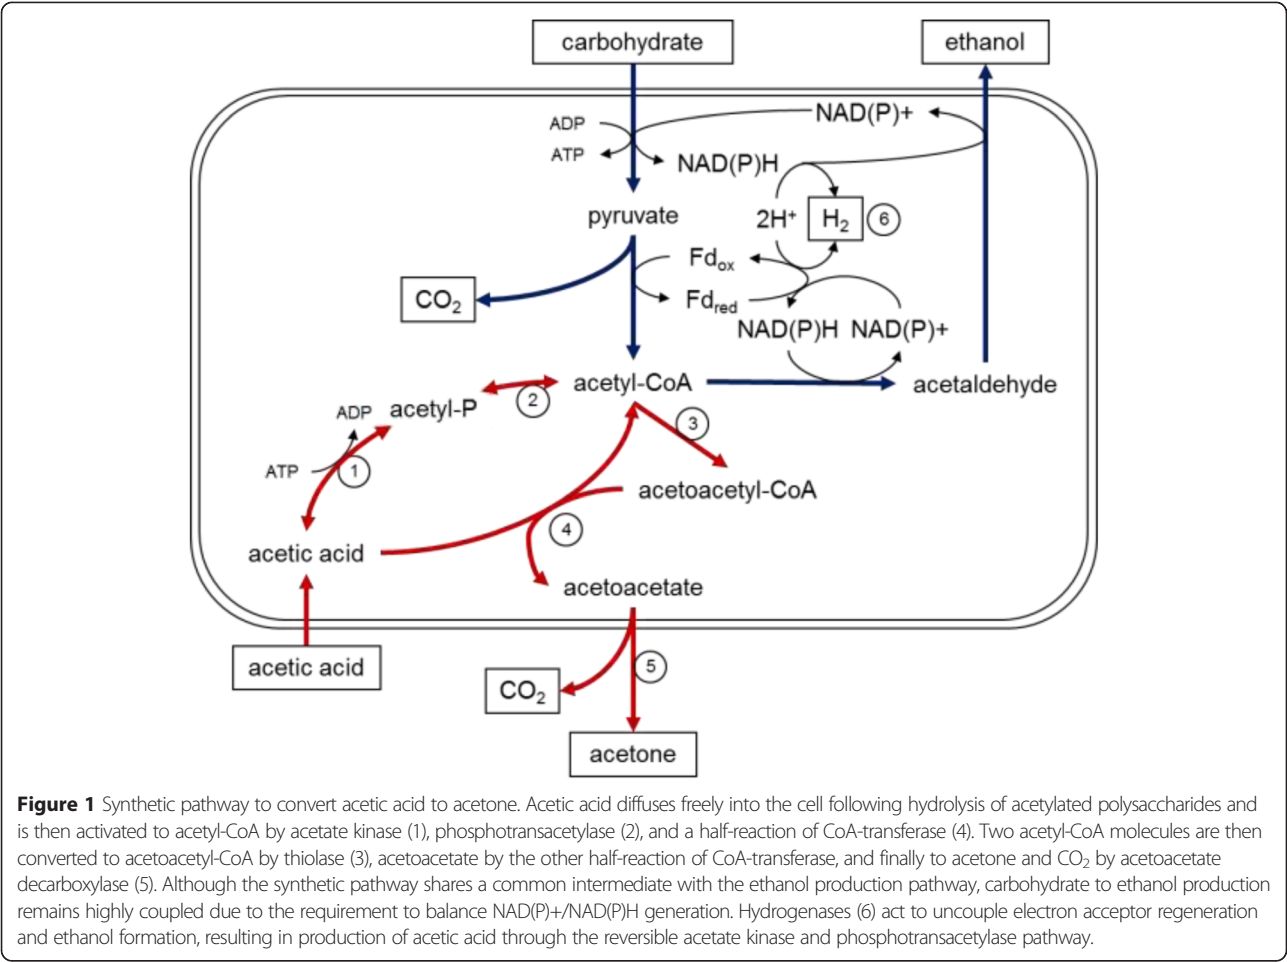 carbohydrate
ethanol
NAD(P)+
ADP
ATP
NAD(P)H
pyruvate
2H+
H2
6
Fdox
CO2
Fdred
NAD(P)H NAD(P)+
acetyl-CoA
acetaldehyde
2
acetyl-P
ADP
3
ATP
1
acetoacetyl-CoA
4
acetic acid
acetoacetate
acetic acid
5
CO2
acetone
Figure 1 Synthetic pathway to convert acetic acid to acetone. Acetic acid diffuses freely into the cell following hydrolysis of acetylated polysaccharides and
is then activated to acetyl-CoA by acetate kinase (1), phosphotransacetylase (2), and a half-reaction of CoA-transferase (4). Two acetyl-CoA molecules are then
converted to acetoacetyl-CoA by thiolase (3), acetoacetate by the other half-reaction of CoA-transferase, and finally to acetone and CO2 by acetoacetate
decarboxylase (5). Although the synthetic pathway shares a common intermediate with the ethanol production pathway, carbohydrate to ethanol production
remains highly coupled due to the requirement to balance NAD(P)+/NAD(P)H generation. Hydrogenases (6) act to uncouple electron acceptor regeneration
and ethanol formation, resulting in production of acetic acid through the reversible acetate kinase and phosphotransacetylase pathway.